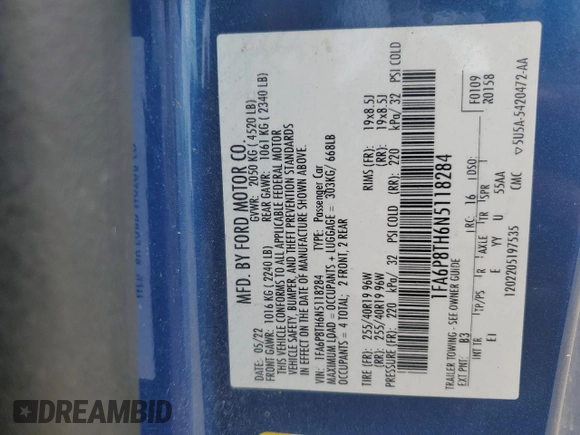 MFD. BY FORD MOTOR CO.
DATE: 05/22 GVWR: 2050 KG ( 4520 LB)
FRONT GAWR: 1016 KG (2240 LB) REAR GAWR: 1061 KG ( 2340 LB)
THIS VEHICLE CONFORMS TO ALL APPLICABLE FEDERAL MOTOR
VEHICLE SAFETY, BUMPER, AND THEFT PREVENTION STANDARDS
IN EFFECT ON THE DATE OF MANUFACTURE SHOWN ABOVE.
VIN: 1FA6P8TH6N5118284 TYPE: Passenger Car
MAXIMUM LOAD = OCCUPANTS + LUGGAGE = 303KG/ 668LB
OCCUPANTS = 4 TOTAL; 2 FRONT, 2 REAR
TIRE (FR): 255/40R19 96W RIMS (FR): 19x8.5J
(RR): 255/40R19 96W (RR): 19x8.5J
PRESSURE (FR): 220 kPa/ 32 PSI COLD (RR): 220 kPa/ 32 PSI COLD
1FA6P8TH6N5118284
TRAILER TOWING - SEE OWNER GUIDE
F0109
R0158
EXT PNT: B3 RC: 16 DSO:
INT TR TP/PS R AXLE TR SPR
EI E YY U 55AA
1202205197535 CMC 5U5A-5420472-AA
DREAMBID